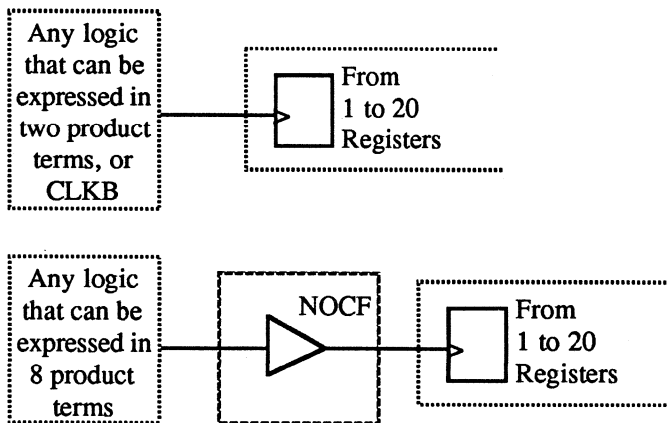 Any logic
that can be
expressed in
two product
terms, or
CLKB
From
1 to 20
Registers
Any logic
that can be
expressed in
8 product
terms
NOCF
From
1 to 20
Registers